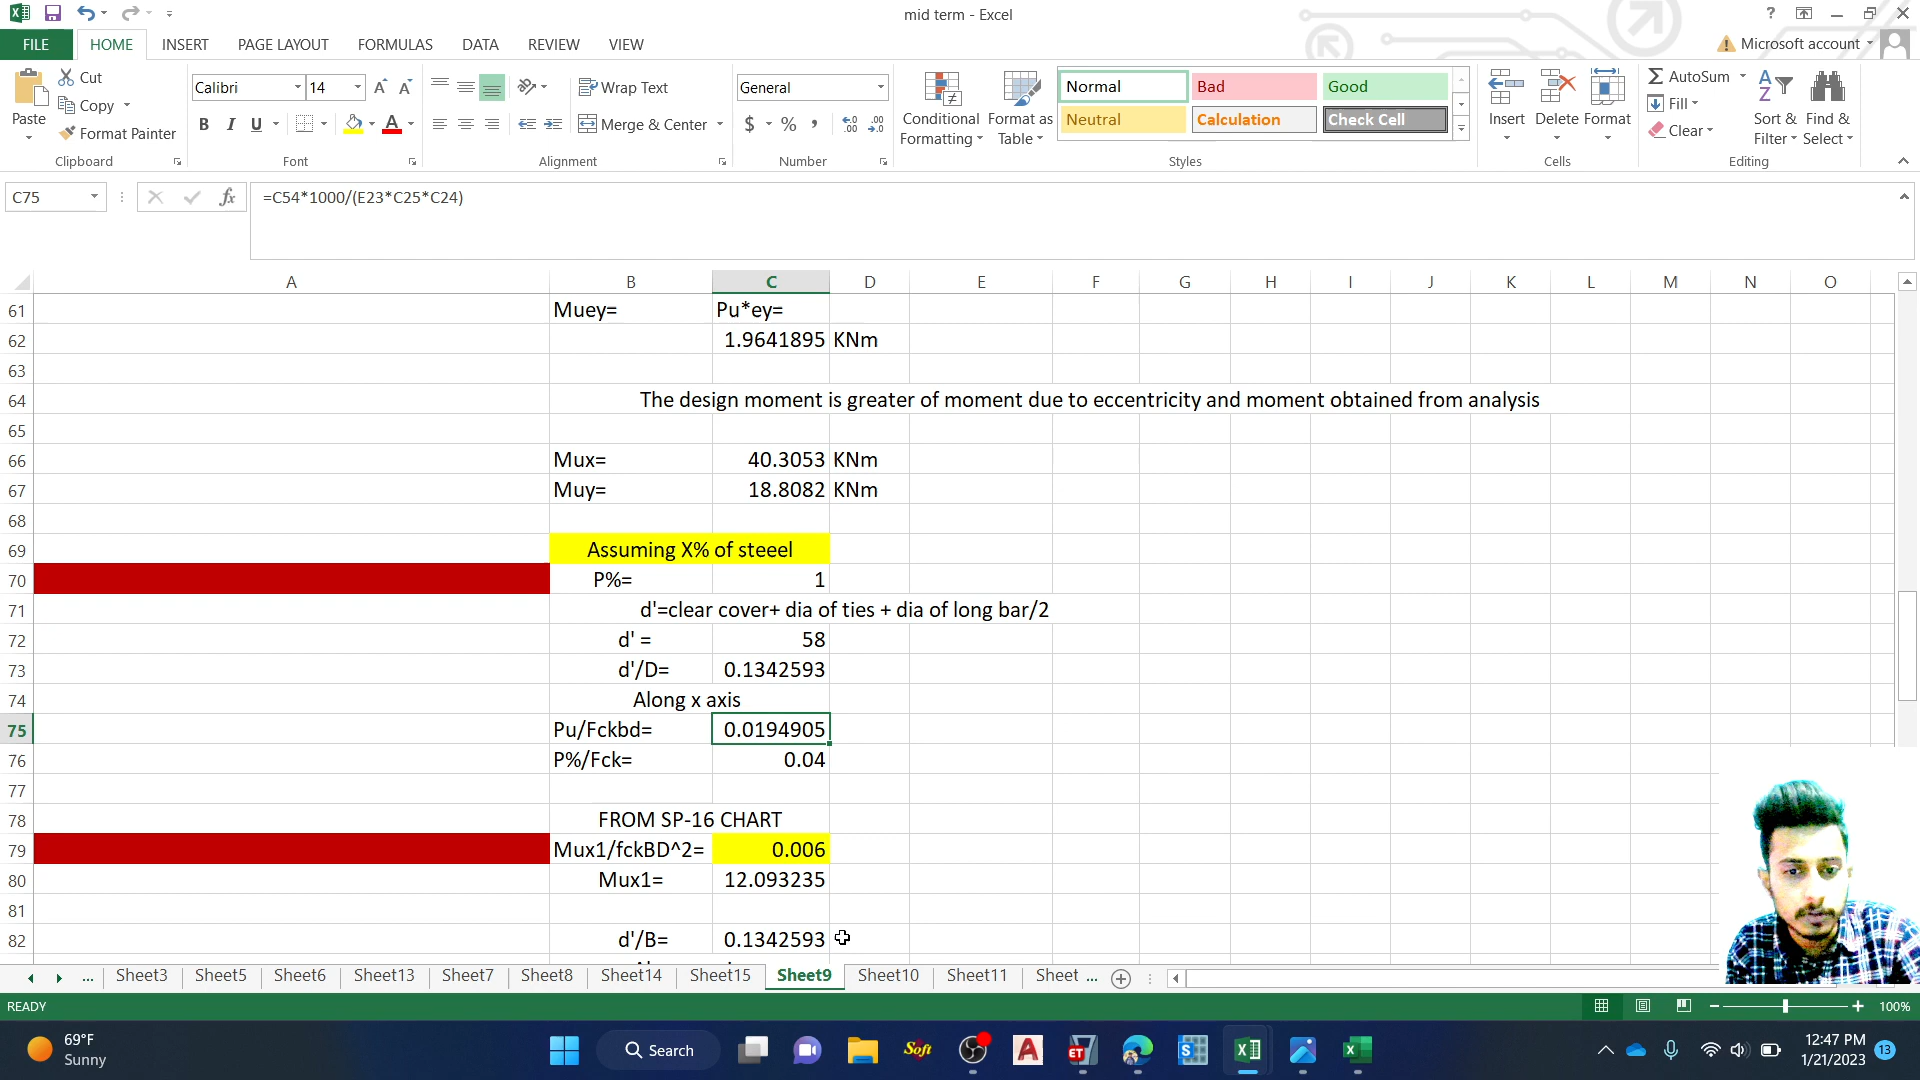 mid term - Excel
Microsoft account
FILE HOME INSERT PAGE LAYOUT FORMULAS DATA REVIEW VIEW
Paste
Cut
Copy
Format Painter
Clipboard
Calibri 14
B I U
Font
Wrap Text
Merge & Center
Alignment
General
$ % ,
Number
Conditional Formatting
Format as Table
Normal Bad Good
Neutral Calculation Check Cell
Styles
Insert Delete Format
Cells
AutoSum
Fill
Clear
Sort & Filter
Find & Select
Editing
C75 fx =C54*1000/(E23*C25*C24)
A B C D E F G H I J K L M N O
61 Muey= Pu*ey=
62 1.9641895 KNm
63
64 The design moment is greater of moment due to eccentricity and moment obtained from analysis
65
66 Mux= 40.3053 KNm
67 Muy= 18.8082 KNm
68
69 Assuming X% of steeel
70 P%= 1
71 d'=clear cover+ dia of ties + dia of long bar/2
72 d' = 58
73 d'/D= 0.1342593
74 Along x axis
75 Pu/Fckbd= 0.0194905
76 P%/Fck= 0.04
77
78 FROM SP-16 CHART
79 Mux1/fckBD^2= 0.006
80 Mux1= 12.093235
81
82 d'/B= 0.1342593
... Sheet3 Sheet5 Sheet6 Sheet13 Sheet7 Sheet8 Sheet14 Sheet15 Sheet9 Sheet10 Sheet11 Sheet ...
READY 100%
69°F
Sunny
Search
Soft
ET
12:47 PM
1/21/2023
13